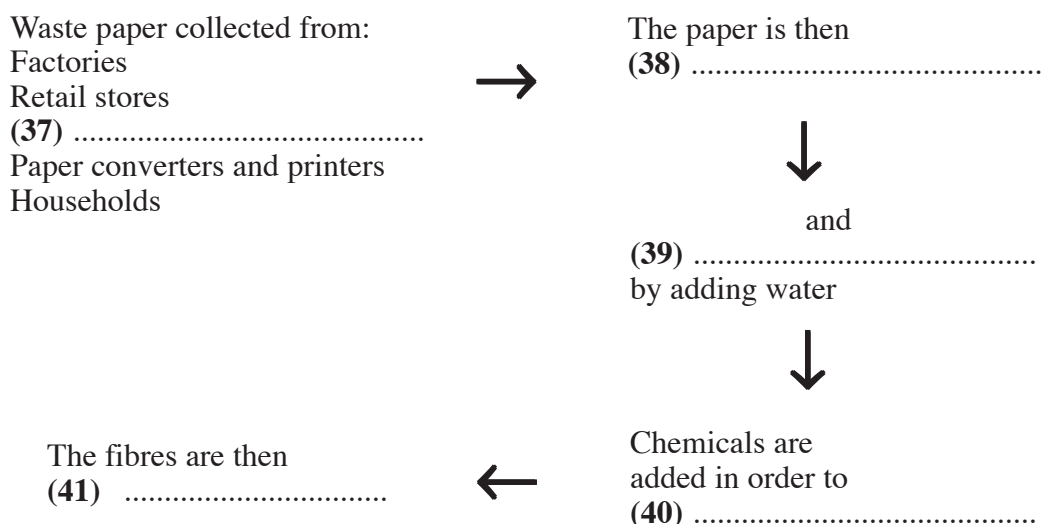 Waste paper collected from:
Factories
Retail stores
(37) ............................................
Paper converters and printers
Households
The paper is then
(38) ............................................
and
(39) ...........................................
by adding water
Chemicals are
added in order to
(40) ...........................................
The fibres are then
(41) .................................